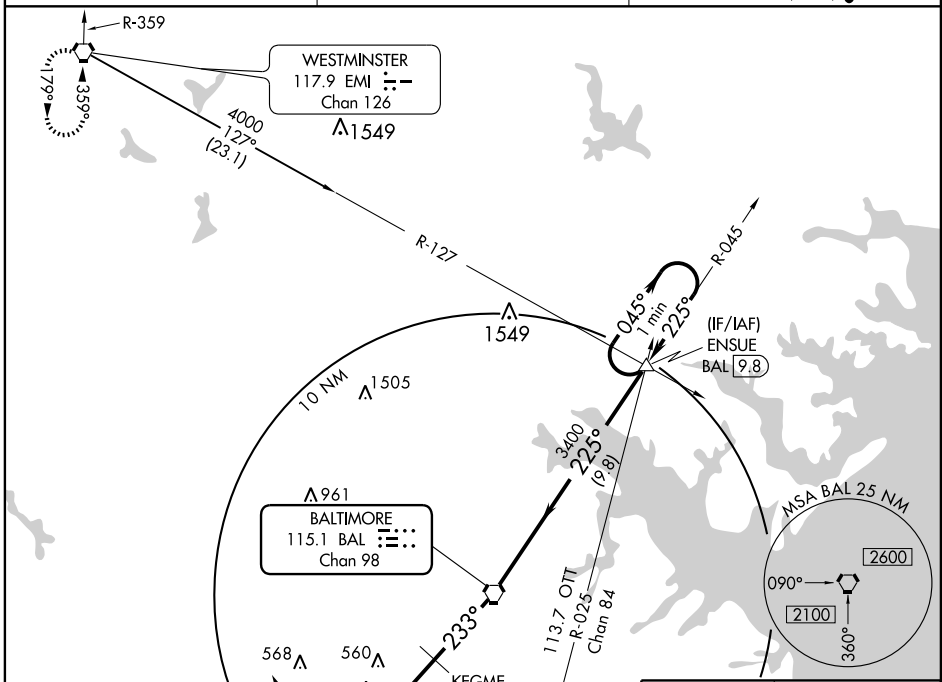 R-359
WESTMINSTER
117.9 EMI
Chan 126
179°
359°
4000
127°
(23.1)
1549
R-127
R-045
045°
1 min
225°
(IF/IAF)
ENSUE
BAL 9.8
1549
10 NM
1505
3400
225°
(9.8)
961
BALTIMORE
115.1 BAL
Chan 98
MSA BAL 25 NM
2600
090°
2100
360°
113.7 OTT
R-025
Chan 84
233°
568
560
KEGME